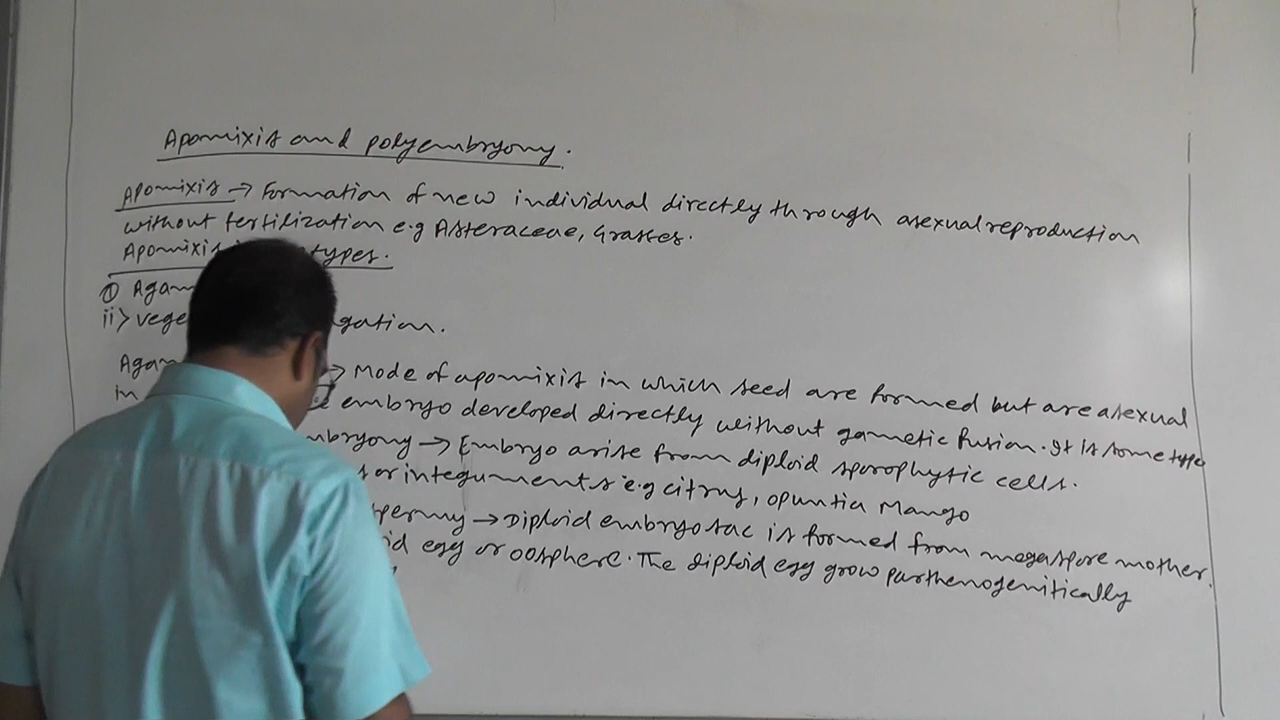 Apomixis and polyembryony.
Apomixis → Formation of new individual directly through asexual reproduction
without fertilization e.g Asteraceae, Grasses.
Apomixis types.
① Agam
ii> vege gation.
Agam → Mode of apomixis in which seed are formed but are asexual
in embryo developed directly without gametic fusion. It is some type
mbryony → Embryo arise from diploid sporophytic cells.
or integuments e.g citrus, opuntia Mango
permy → Diploid embryo sac is formed from megaspore mother.
id egg or oosphere. The diploid egg grow parthenogenitically